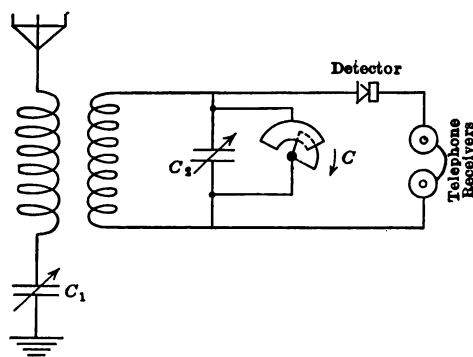 Detector
C₂
C
Telephone
Receivers
C₁